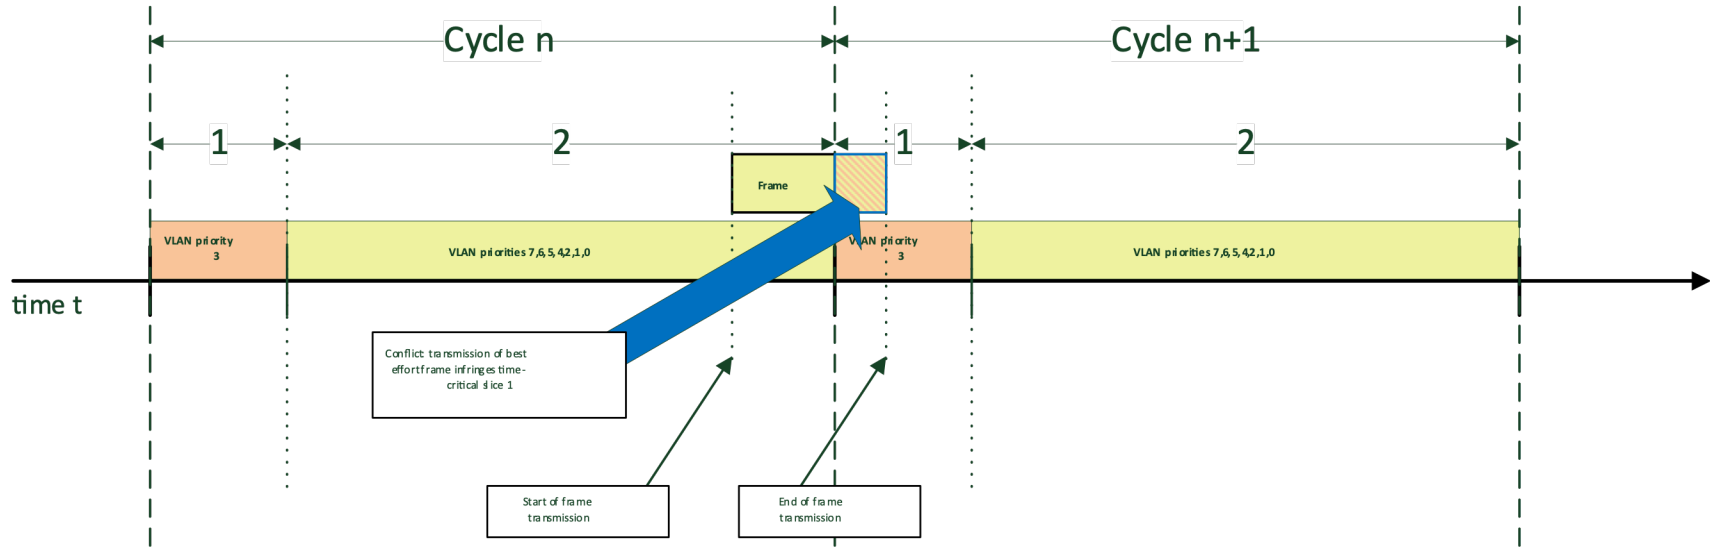 Cycle n
Cycle n+1
1
2
1
2
Frame
VLAN priority
3
VLAN priorities 7,6,5,4,2,1,0
VLAN priority
3
VLAN priorities 7,6,5,4,2,1,0
time t
Conflict: transmission of best
effort frame infringes time-
critical slice 1
Start of frame
transmission
End of frame
transmission